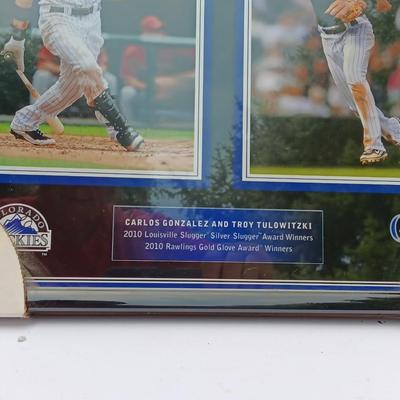 COLORADO
ROCKIES
CARLOS GONZALEZ AND TROY TULOWITZKI
2010 Louisville Slugger® Silver Slugger™ Award Winners
2010 Rawlings Gold Glove Award® Winners